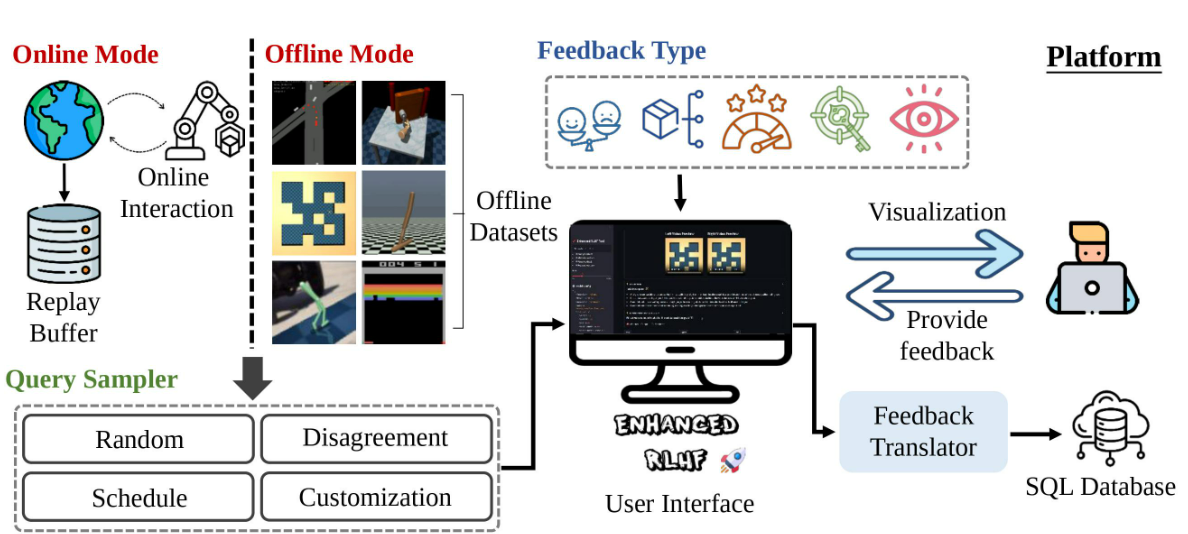 Online Mode
Offline Mode
Feedback Type
Platform
Online
Interaction
Replay
Buffer
Offline
Datasets
Visualization
Provide
feedback
Query Sampler
Random
Disagreement
Schedule
Customization
ENHANCED
RLHF
User Interface
Feedback
Translator
SQL Database